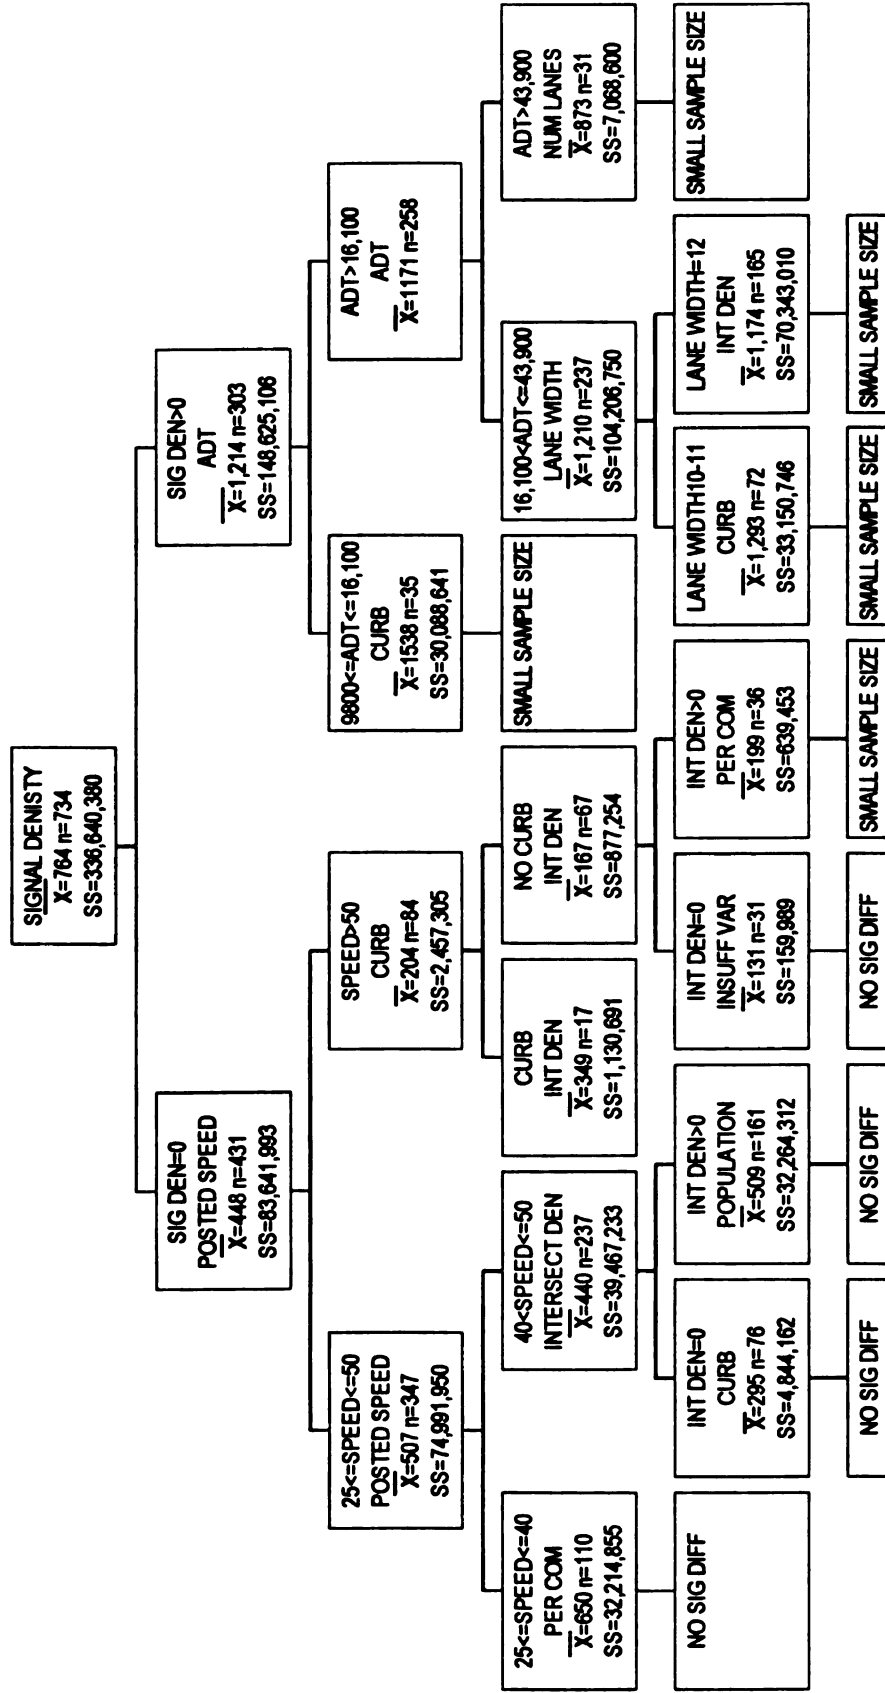 SIGNAL DENISTY
X=764 n=734
SS=336,640,380
SIG DEN=0
POSTED SPEED
X=448 n=431
SS=83,641,993
SIG DEN>0
ADT
X=1,214 n=303
SS=148,625,106
25<=SPEED<=50
POSTED SPEED
X=507 n=347
SS=74,991,950
SPEED>50
CURB
X=204 n=84
SS=2,457,305
9800<=ADT<=16,100
CURB
X=1538 n=35
SS=30,088,641
ADT>16,100
ADT
X=1171 n=258
25<=SPEED<=40
PER COM
X=650 n=110
SS=32,214,855
40<SPEED<=50
INTERSECT DEN
X=440 n=237
SS=39,467,233
CURB
INT DEN
X=349 n=17
SS=1,130,691
NO CURB
INT DEN
X=167 n=67
SS=877,254
SMALL SAMPLE SIZE
16,100<ADT<=43,900
LANE WIDTH
X=1,210 n=237
SS=104,206,750
ADT>43,900
NUM LANES
X=873 n=31
SS=7,068,600
NO SIG DIFF
INT DEN=0
CURB
X=295 n=76
SS=4,844,162
INT DEN>0
POPULATION
X=509 n=161
SS=32,264,312
INT DEN=0
INSUFF VAR
X=131 n=31
SS=159,989
INT DEN>0
PER COM
X=199 n=36
SS=639,453
LANE WIDTH10-11
CURB
X=1,293 n=72
SS=33,150,746
LANE WIDTH=12
INT DEN
X=1,174 n=165
SS=70,343,010
SMALL SAMPLE SIZE
NO SIG DIFF
NO SIG DIFF
NO SIG DIFF
SMALL SAMPLE SIZE
SMALL SAMPLE SIZE
SMALL SAMPLE SIZE